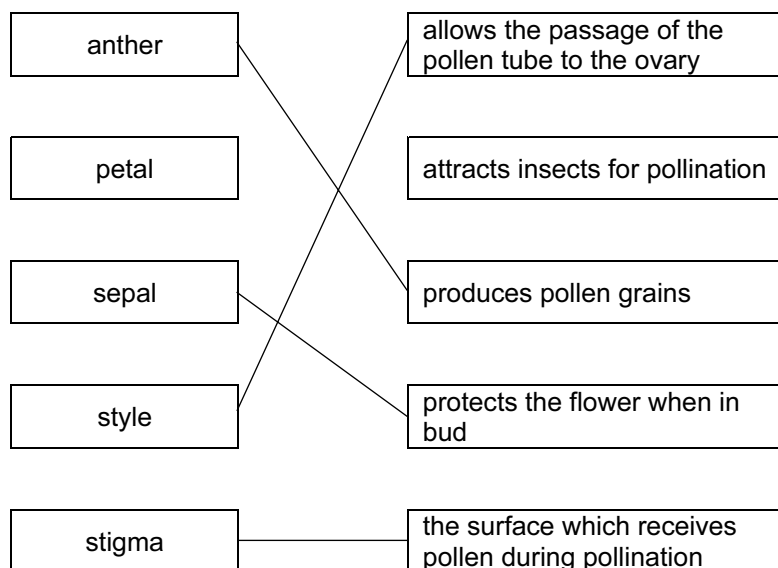 anther
allows the passage of the
pollen tube to the ovary
petal
attracts insects for pollination
sepal
produces pollen grains
style
protects the flower when in
bud
stigma
the surface which receives
pollen during pollination